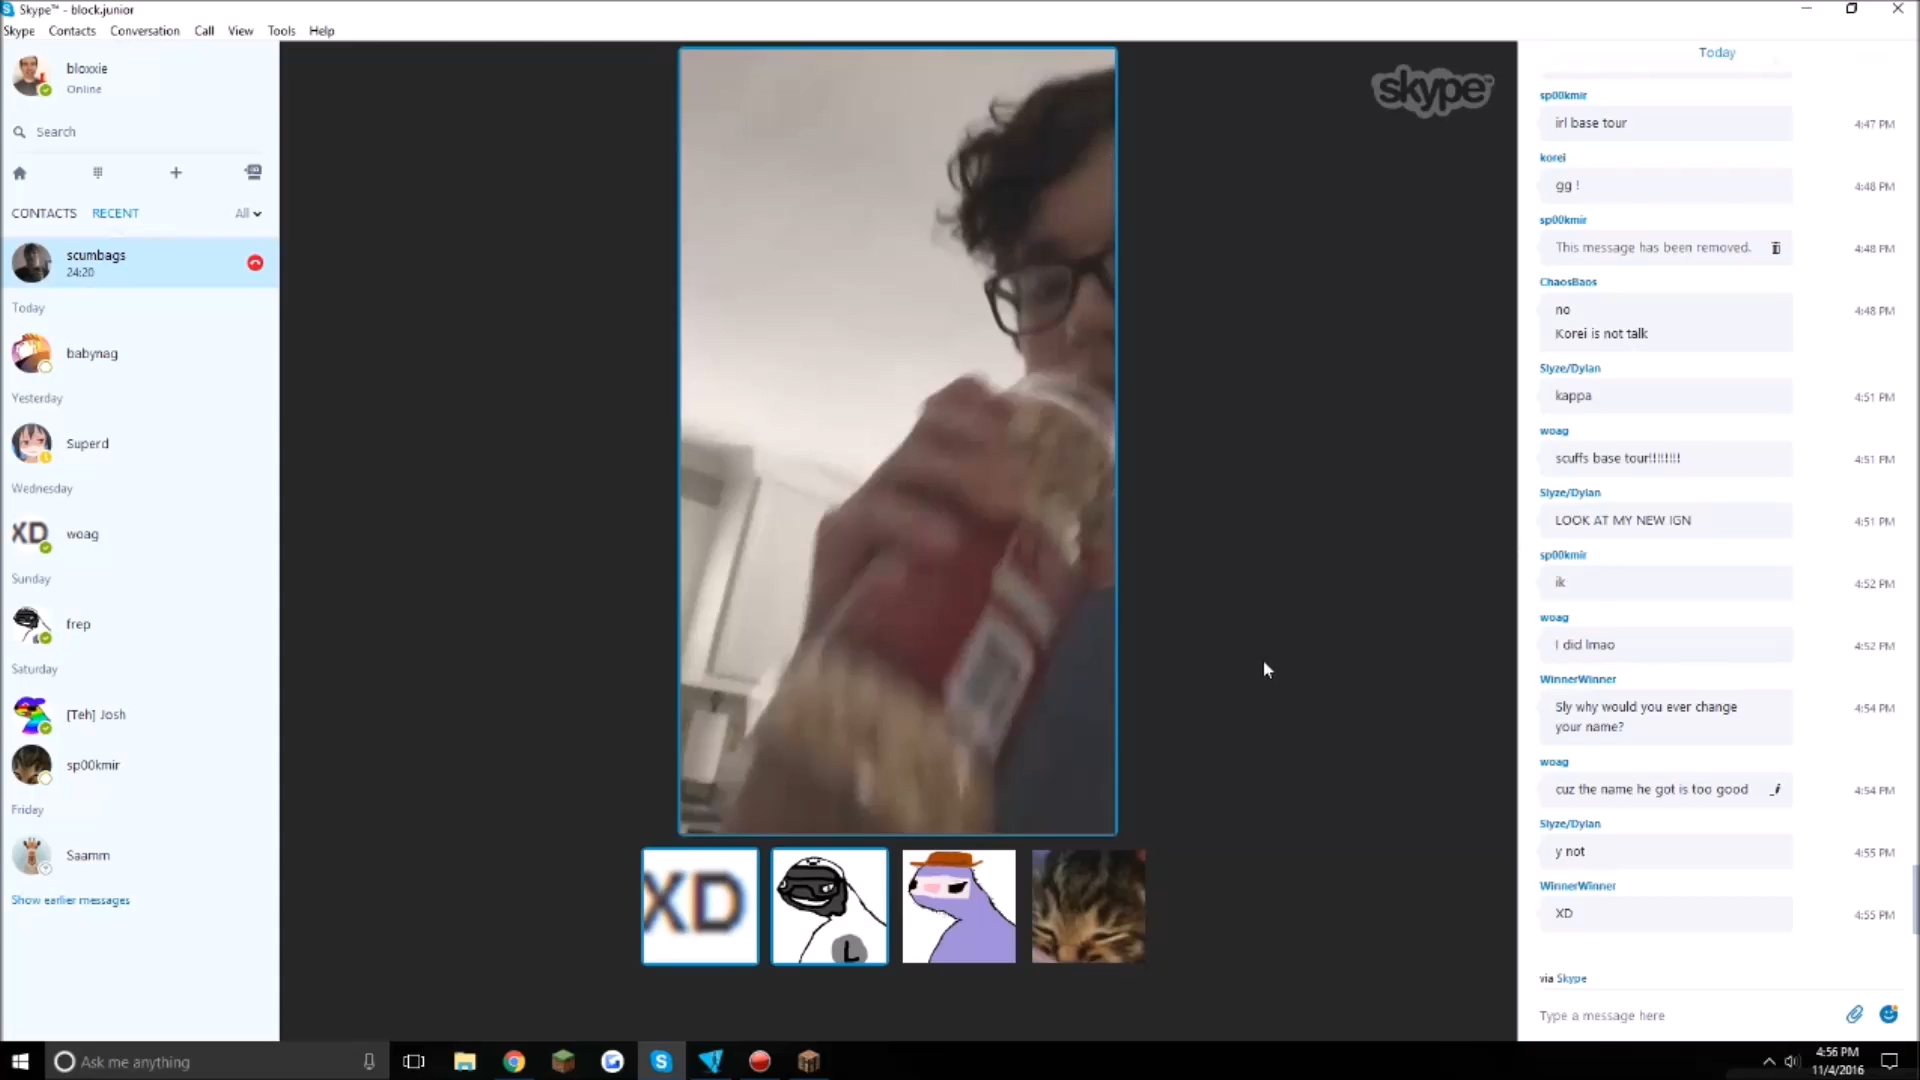 Skype™ - block.junior
Skype Contacts Conversation Call View Tools Help
bloxxie
Online
Search
CONTACTS RECENT All
scumbags
24:20
Today
babynag
Yesterday
Superd
Wednesday
XD
woag
Sunday
frep
Saturday
[Teh] Josh
sp00kmir
Friday
Saamm
Show earlier messages
skype™
XD
L
Today
sp00kmir
irl base tour 4:47 PM
korei
gg ! 4:48 PM
sp00kmir
This message has been removed. 4:48 PM
ChaosBaos
no 4:48 PM
Korei is not talk
Slyze/Dylan
kappa 4:51 PM
woag
scuffs base tour!!!!!!!! 4:51 PM
Slyze/Dylan
LOOK AT MY NEW IGN 4:51 PM
sp00kmir
ik 4:52 PM
woag
I did lmao 4:52 PM
WinnerWinner
Sly why would you ever change 4:54 PM
your name?
woag
cuz the name he got is too good 4:54 PM
Slyze/Dylan
y not 4:55 PM
WinnerWinner
XD 4:55 PM
via Skype
Type a message here
Ask me anything
4:56 PM
11/4/2016